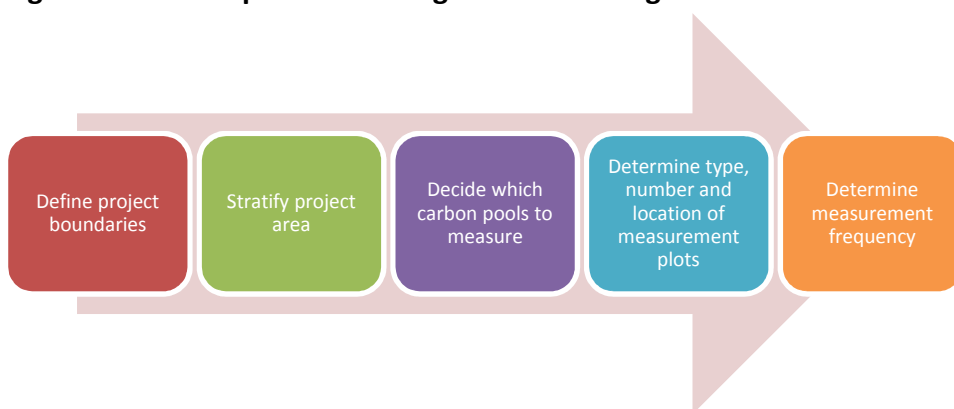 Define project
boundaries
Stratify project
area
Decide which
carbon pools to
measure
Determine type,
number and
location of
measurement
plots
Determine
measurement
frequency